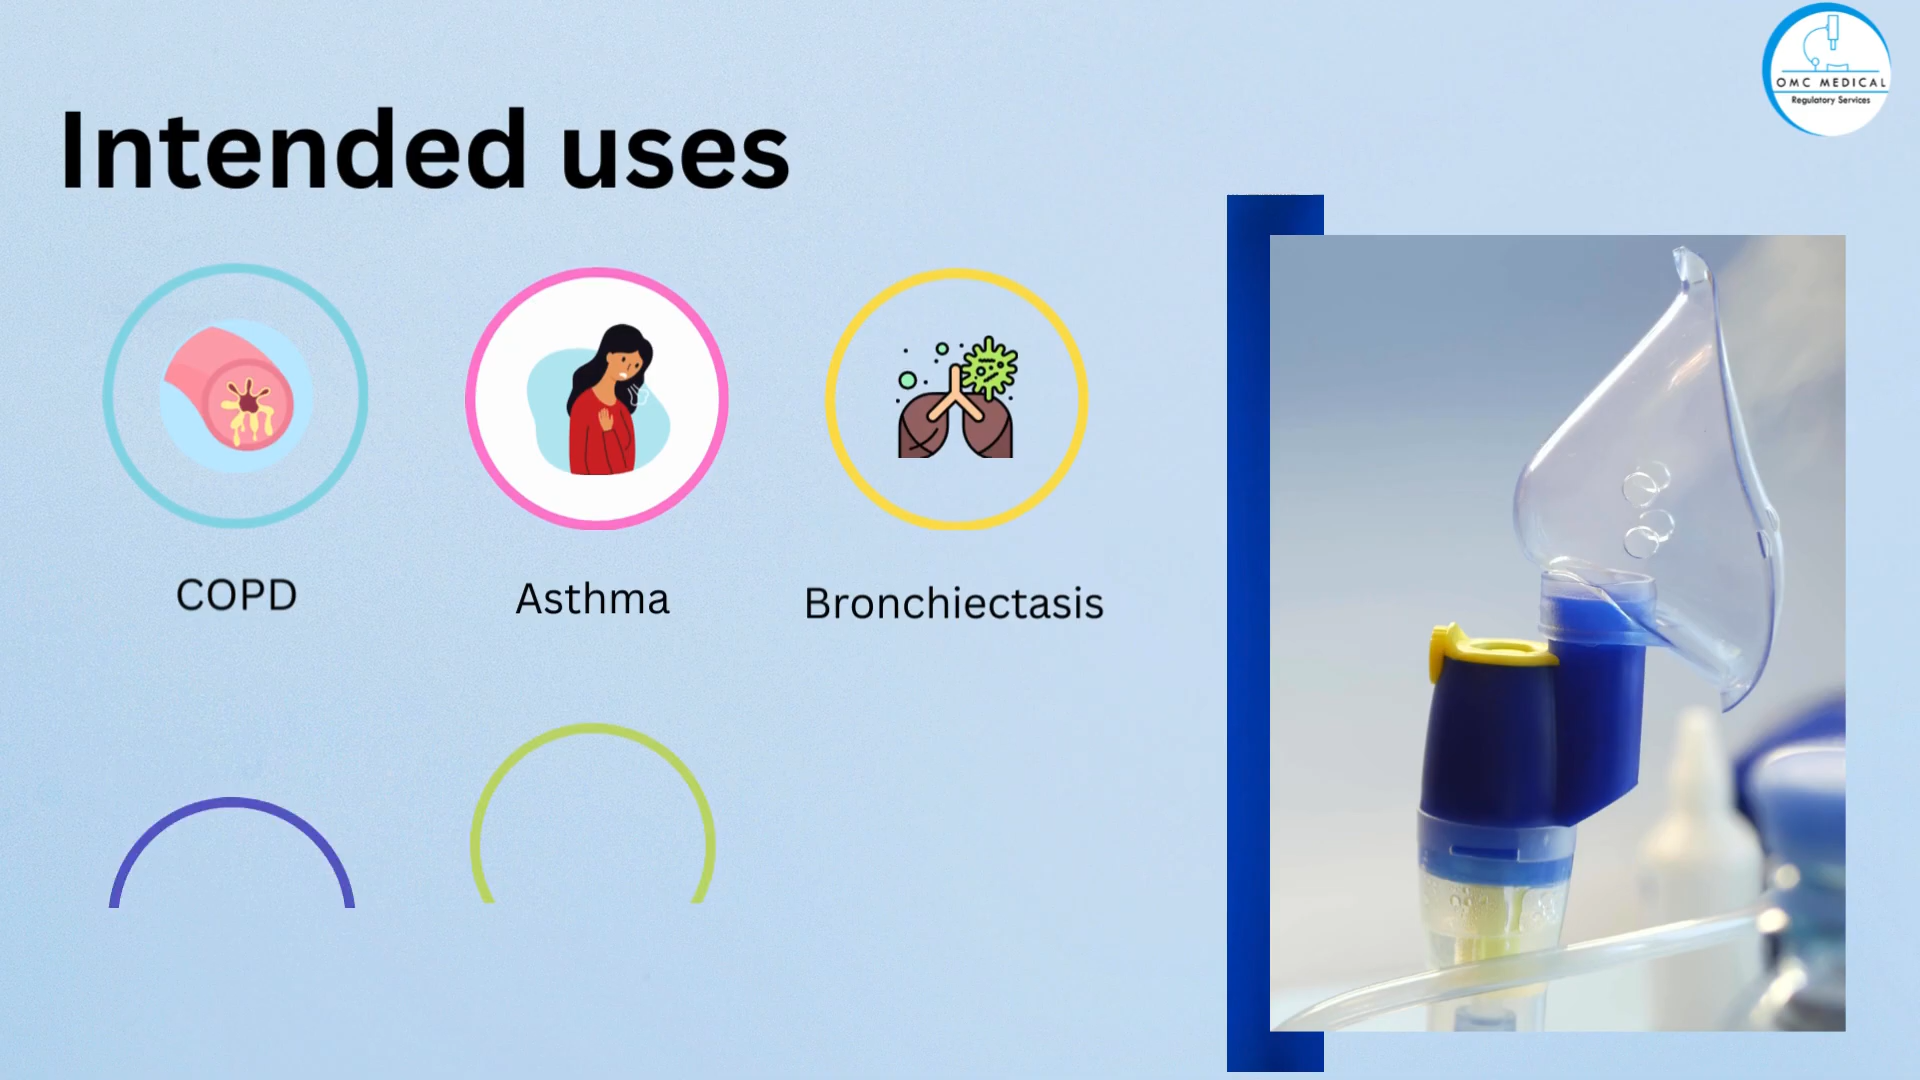 OMC MEDICAL
Regulatory Services
Intended uses
COPD
Asthma
Bronchiectasis